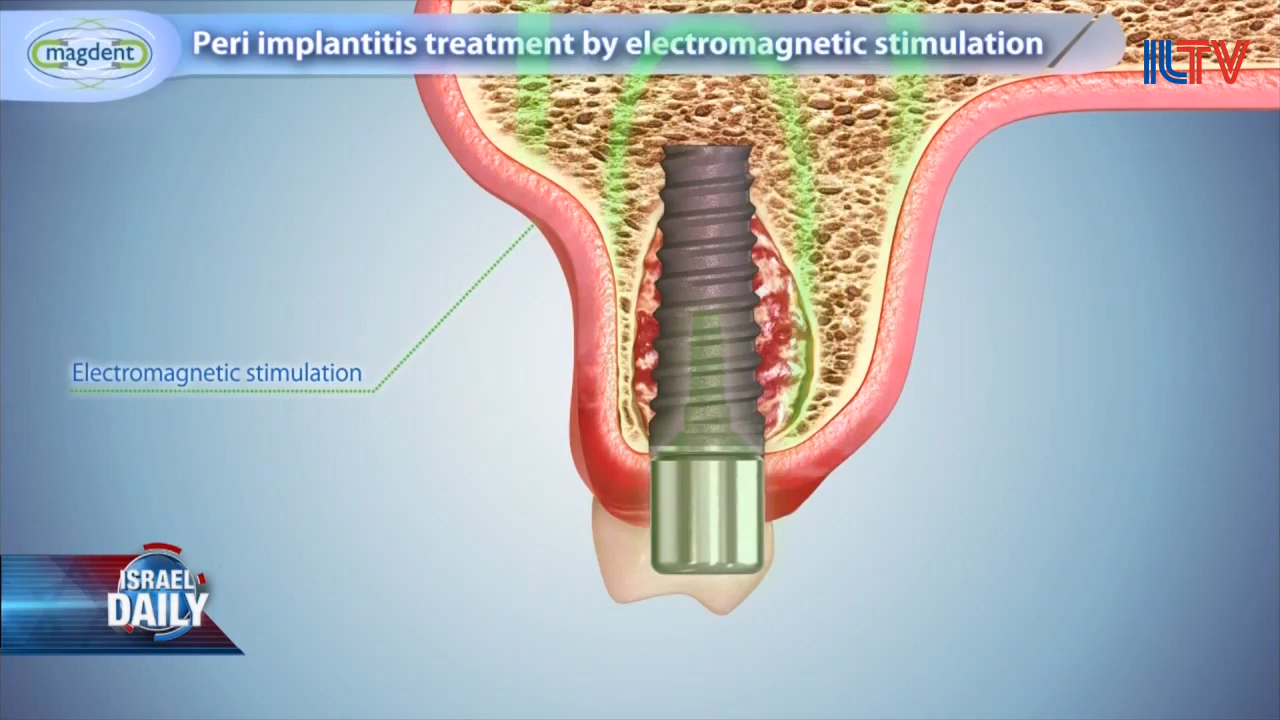 magdent
Peri implantitis treatment by electromagnetic stimulation
ILTV
Electromagnetic stimulation
ISRAEL
DAILY